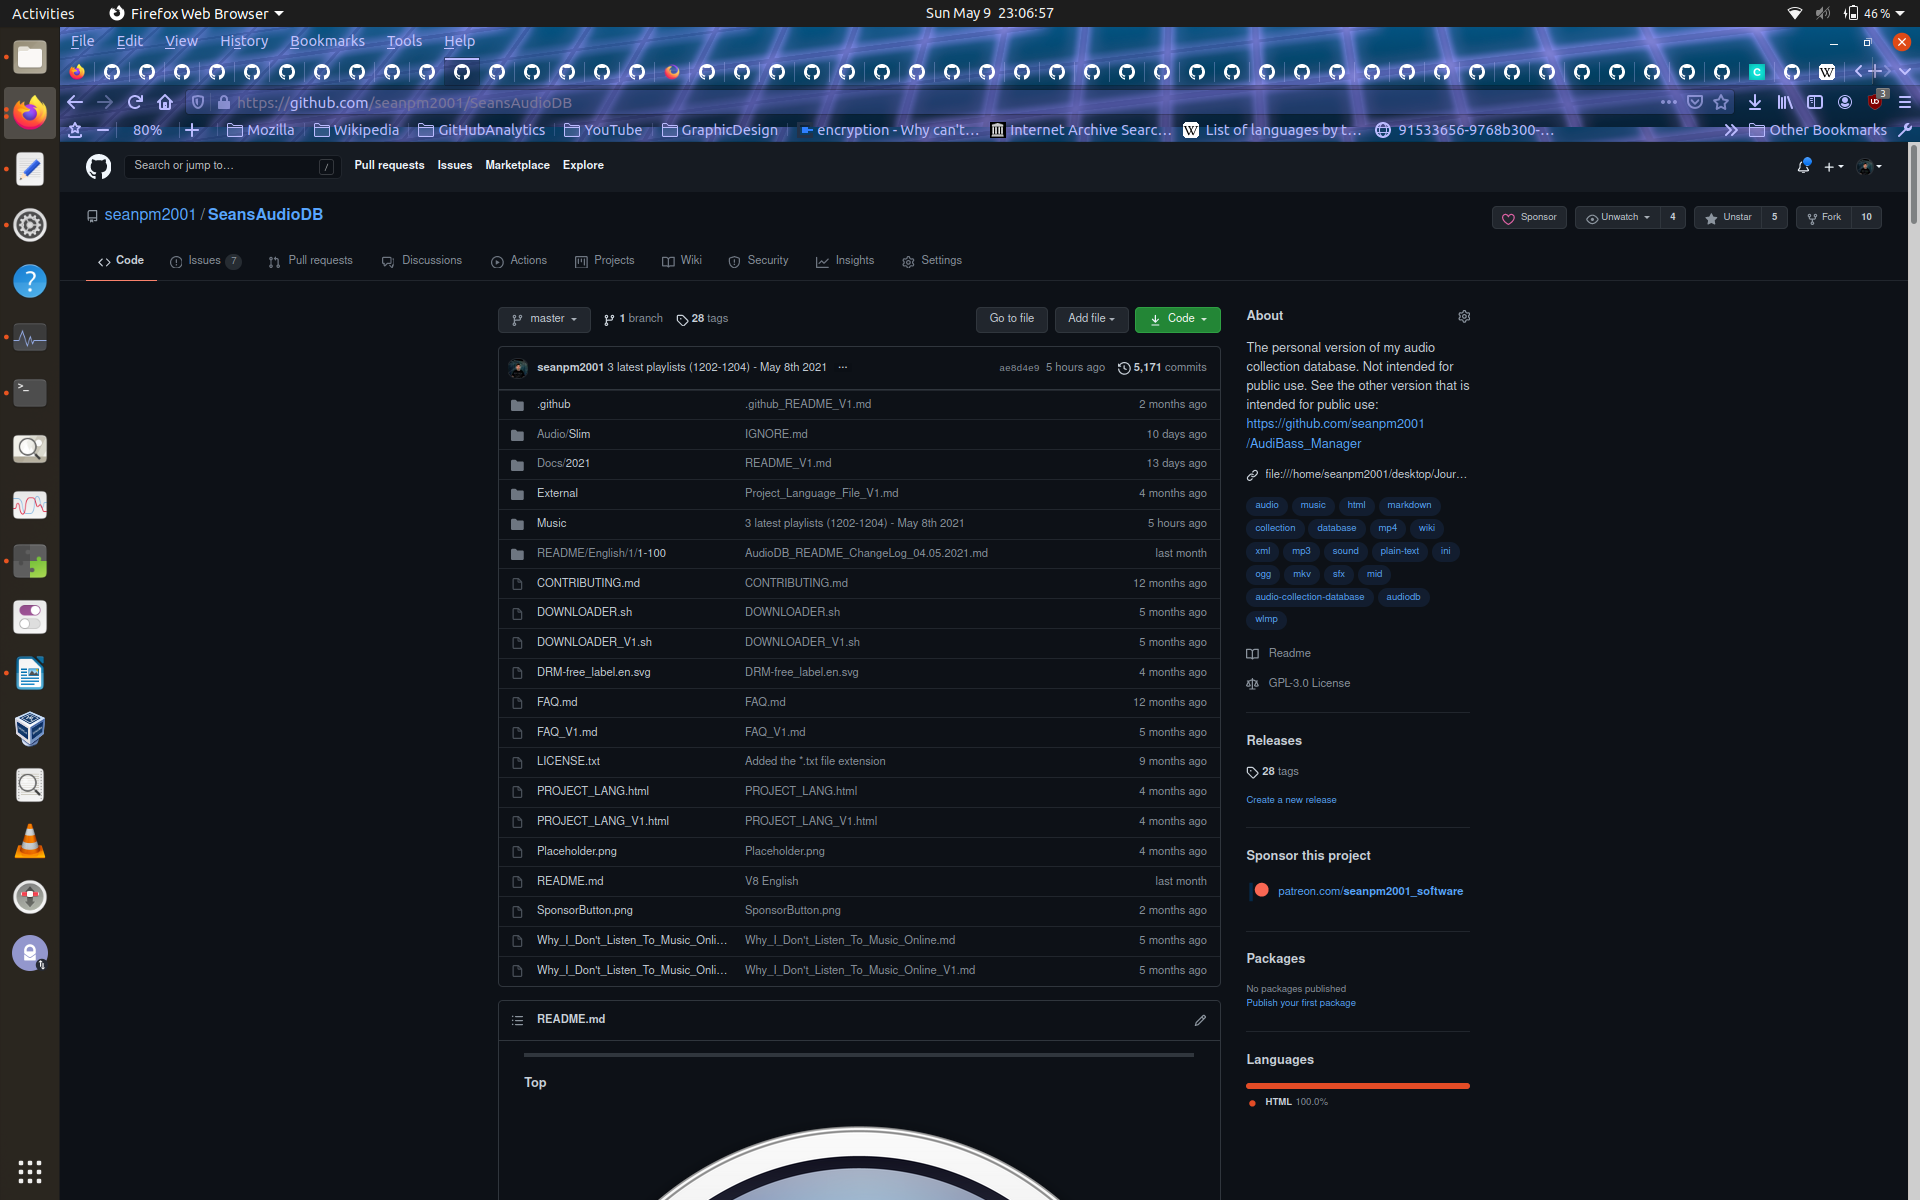 Activities
Firefox Web Browser
Sun May 9 23:06:57
46 %
File Edit View History Bookmarks Tools Help
https://github.com/seanpm2001/SeansAudioDB
3
80%
Mozilla
Wikipedia
GitHubAnalytics
YouTube
GraphicDesign
encryption - Why can't...
Internet Archive Searc...
List of languages by t...
91533656-9768b300-...
Other Bookmarks
Search or jump to...
/
Pull requests Issues Marketplace Explore
seanpm2001 / SeansAudioDB
Sponsor
Unwatch 4
Unstar 5
Fork 10
Code
Issues 7
Pull requests
Discussions
Actions
Projects
Wiki
Security
Insights
Settings
master
1 branch
28 tags
Go to file
Add file
Code
seanpm2001 3 latest playlists (1202-1204) - May 8th 2021 ... ae8d4e9 5 hours ago 5,171 commits
.github .github_README_V1.md 2 months ago
Audio/Slim IGNORE.md 10 days ago
Docs/2021 README_V1.md 13 days ago
External Project_Language_File_V1.md 4 months ago
Music 3 latest playlists (1202-1204) - May 8th 2021 5 hours ago
README/English/1/1-100 AudioDB_README_ChangeLog_04.05.2021.md last month
CONTRIBUTING.md CONTRIBUTING.md 12 months ago
DOWNLOADER.sh DOWNLOADER.sh 5 months ago
DOWNLOADER_V1.sh DOWNLOADER_V1.sh 5 months ago
DRM-free_label.en.svg DRM-free_label.en.svg 4 months ago
FAQ.md FAQ.md 12 months ago
FAQ_V1.md FAQ_V1.md 5 months ago
LICENSE.txt Added the *.txt file extension 9 months ago
PROJECT_LANG.html PROJECT_LANG.html 4 months ago
PROJECT_LANG_V1.html PROJECT_LANG_V1.html 4 months ago
Placeholder.png Placeholder.png 4 months ago
README.md V8 English last month
SponsorButton.png SponsorButton.png 2 months ago
Why_I_Don't_Listen_To_Music_Onli... Why_I_Don't_Listen_To_Music_Online.md 5 months ago
Why_I_Don't_Listen_To_Music_Onli... Why_I_Don't_Listen_To_Music_Online_V1.md 5 months ago
README.md
Top
About
The personal version of my audio
collection database. Not intended for
public use. See the other version that is
intended for public use:
https://github.com/seanpm2001
/AudiBass_Manager
file:///home/seanpm2001/desktop/Jour...
audio music html markdown
collection database mp4 wiki
xml mp3 sound plain-text ini
ogg mkv sfx mid
audio-collection-database audiodb
wlmp
Readme
GPL-3.0 License
Releases
28 tags
Create a new release
Sponsor this project
patreon.com/seanpm2001_software
Packages
No packages published
Publish your first package
Languages
HTML 100.0%